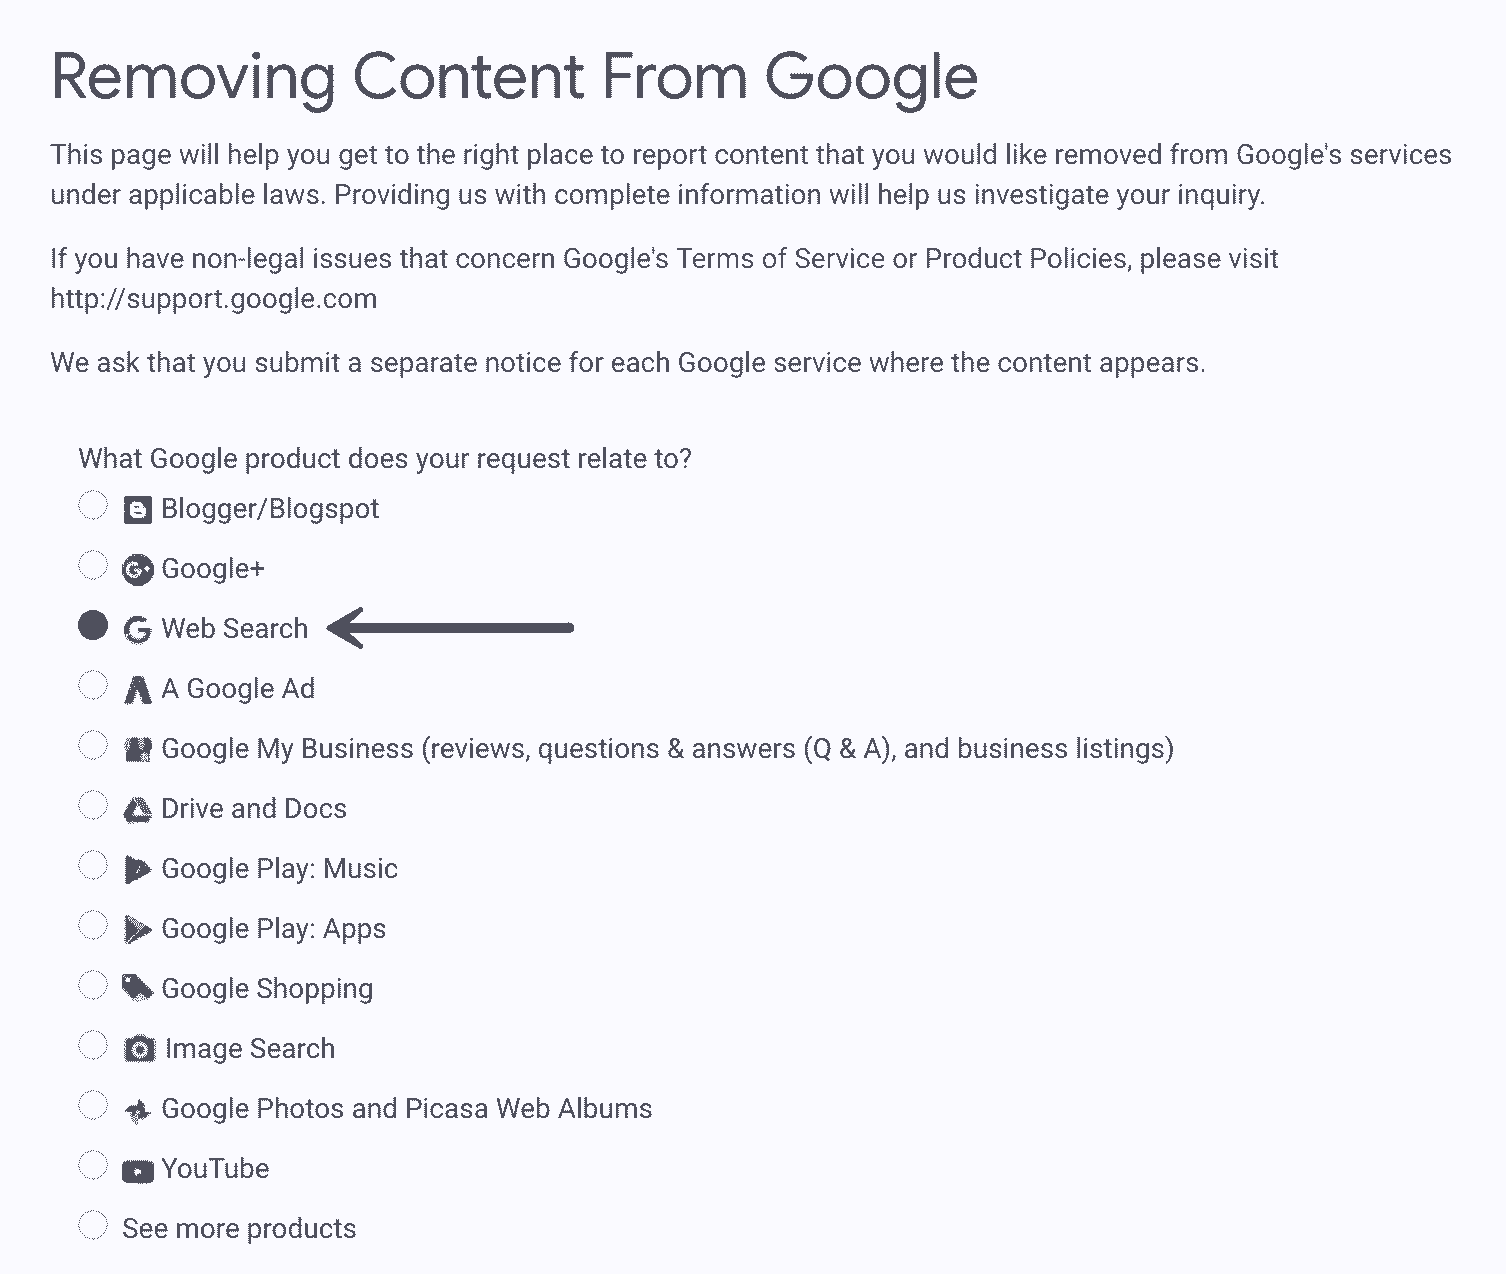 Removing Content From Google
This page will help you get to the right place to report content that you would like removed from Google's services
under applicable laws. Providing us with complete information will help us investigate your inquiry.
If you have non-legal issues that concern Google's Terms of Service or Product Policies, please visit
http://support.google.com
We ask that you submit a separate notice for each Google service where the content appears.
What Google product does your request relate to?
Blogger/Blogspot
Google+
Web Search
A Google Ad
Google My Business (reviews, questions & answers (Q & A), and business listings)
Drive and Docs
Google Play: Music
Google Play: Apps
Google Shopping
Image Search
Google Photos and Picasa Web Albums
YouTube
See more products